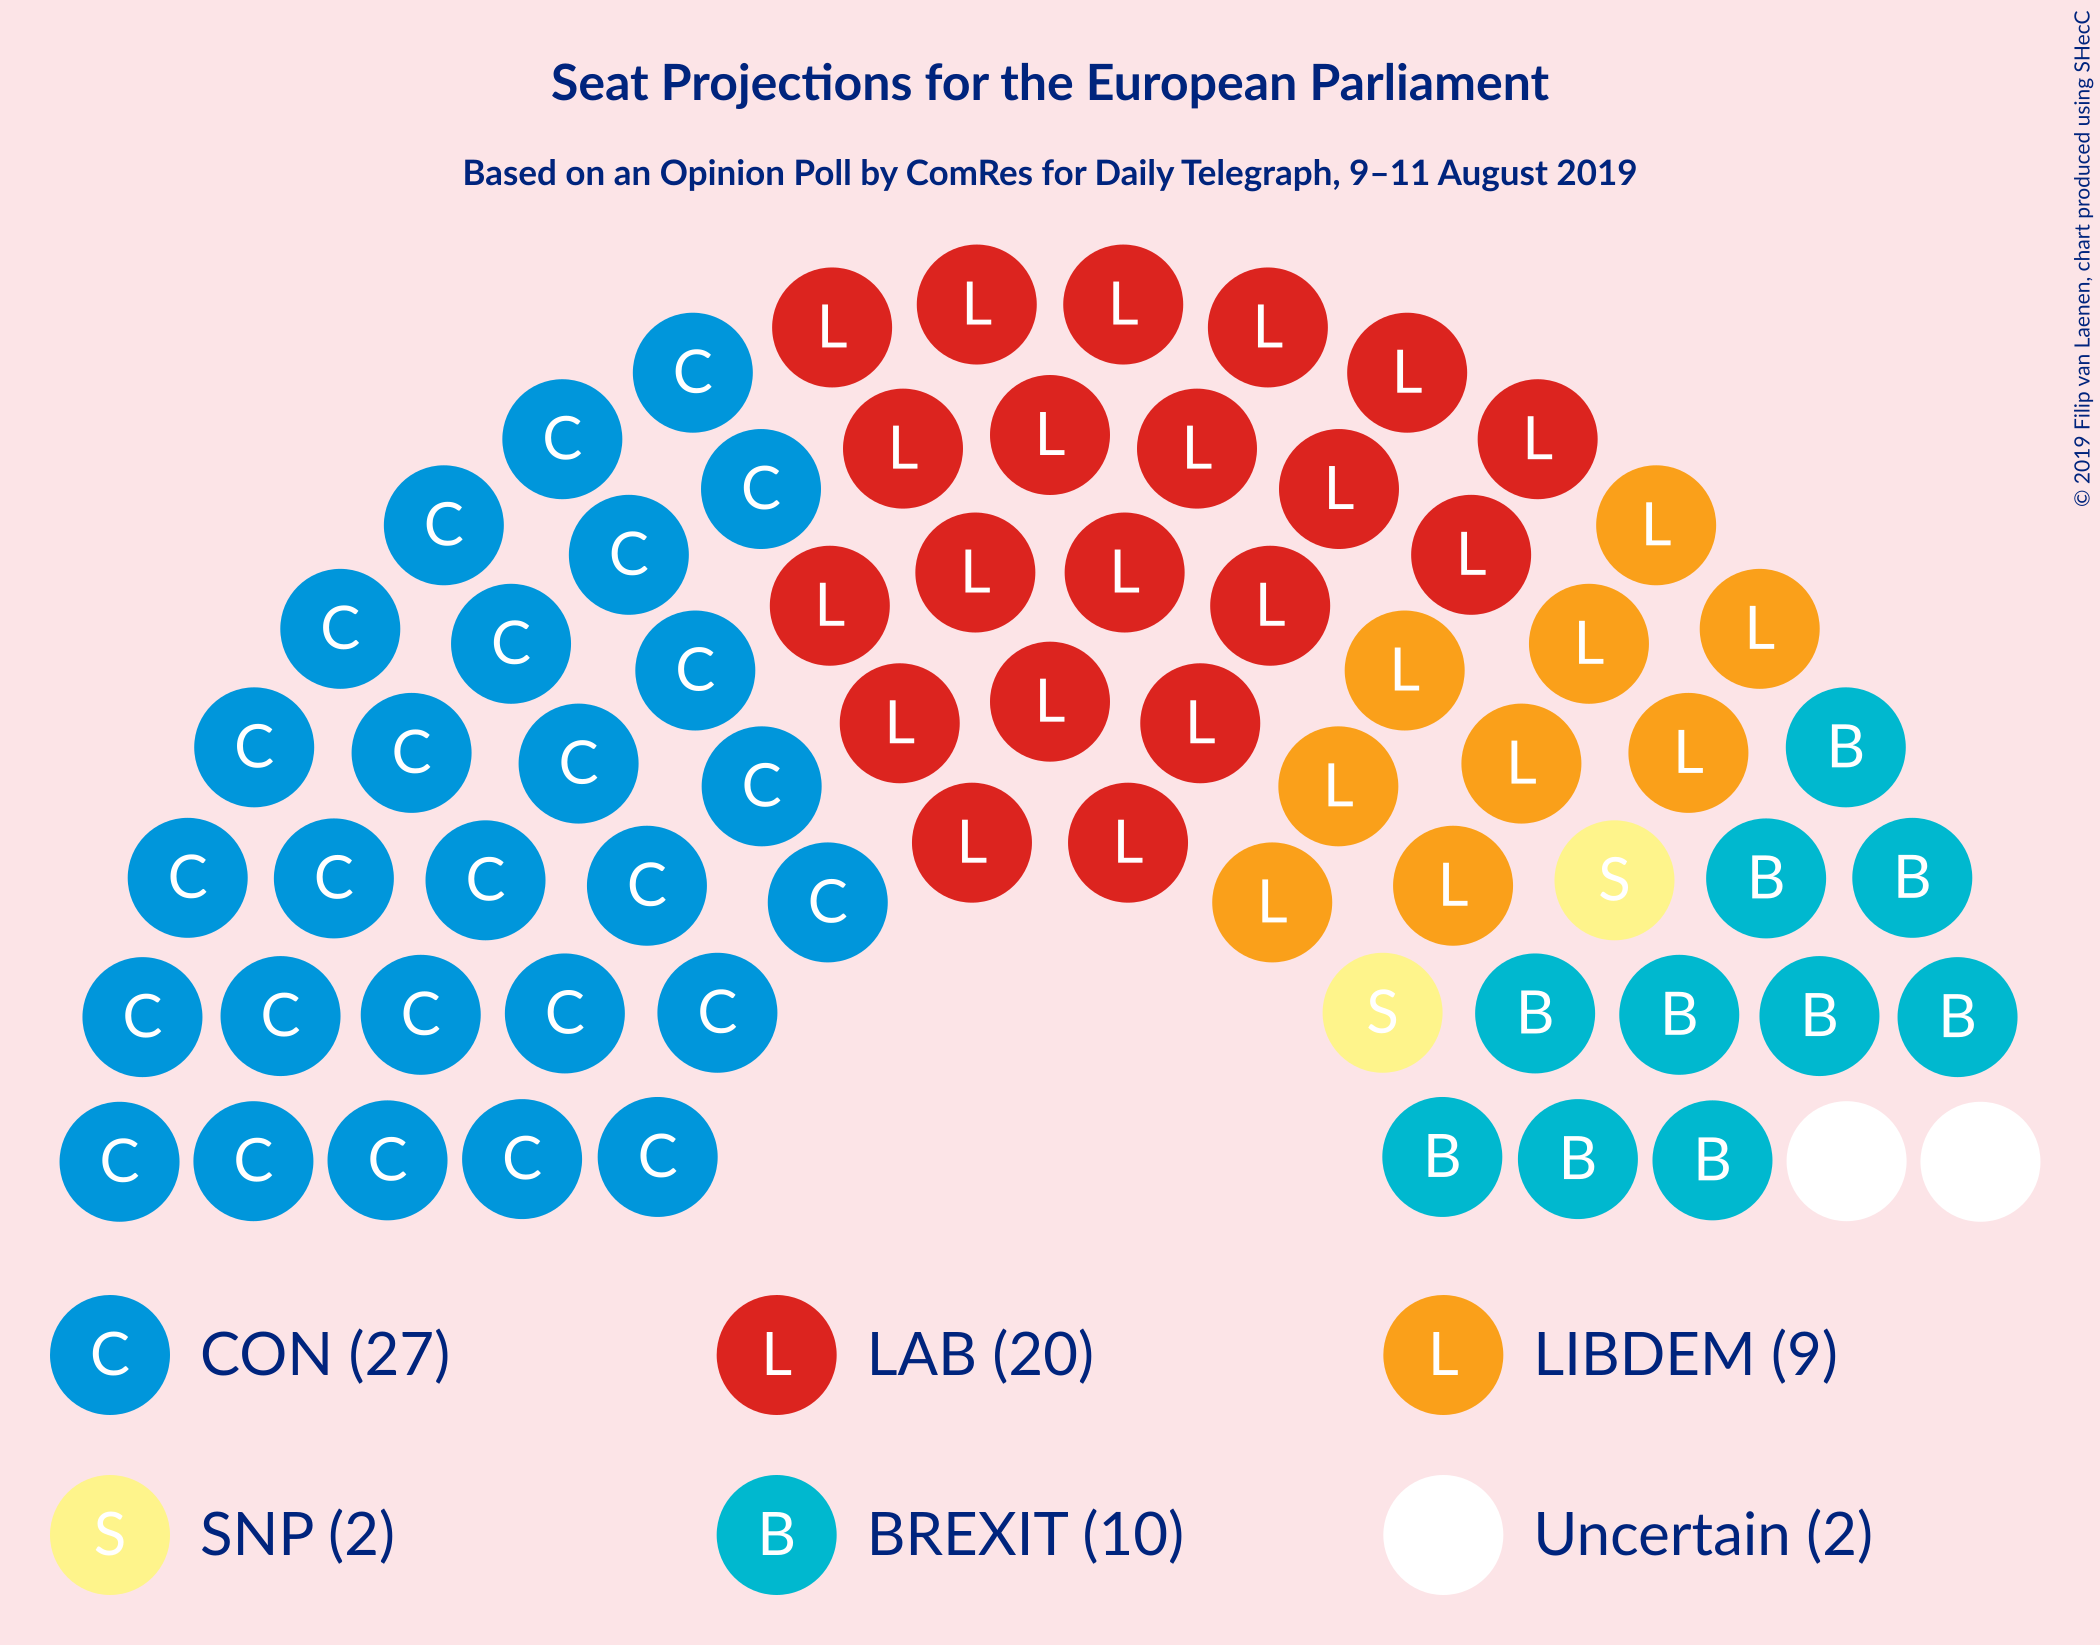 Seat Projections for the European Parliament
Based on an Opinion Poll by ComRes for Daily Telegraph, 9–11 August 2019
© 2019 Filip van Laenen, chart produced using SHecC
L L L L
C L
C L L L L
C C L L
C L L L L
C C L
C L L
C C L L L L
C C L B
C C L L
L L
C C C C C L L S B B
C C C C C S B B B B
C C C C C B B B
C CON (27) L LAB (20) L LIBDEM (9)
S SNP (2) B BREXIT (10) Uncertain (2)